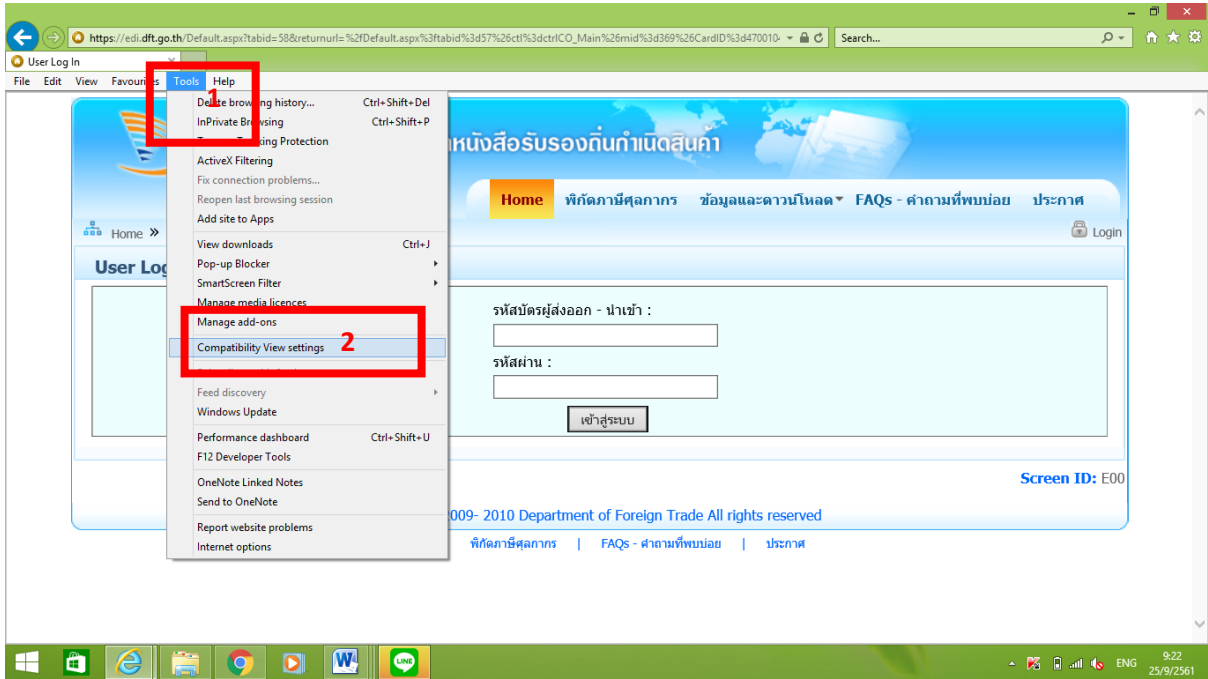 https://edi.dft.go.th/Default.aspx?tabid=58&returnurl=%2fDefault.aspx%3ftabid%3d57%26ctl%3dctrlCO_Main%26mid%3d369%26CardID%3d470010
Search...
User Log In
File Edit View Favourites Tools Help
1
Delete browsing history... Ctrl+Shift+Del
InPrivate Browsing Ctrl+Shift+P
Tracking Protection
ActiveX Filtering
Fix connection problems...
Reopen last browsing session
Add site to Apps
View downloads Ctrl+J
Pop-up Blocker
SmartScreen Filter
Manage media licences
Manage add-ons
Compatibility View settings 2
Feed discovery
Windows Update
Performance dashboard Ctrl+Shift+U
F12 Developer Tools
OneNote Linked Notes
Send to OneNote
Report website problems
Internet options
หนังสือรับรองถิ่นกำเนิดสินค้า
Home พิกัดภาษีศุลกากร ข้อมูลและดาวน์โหลด FAQs - คำถามที่พบบ่อย ประกาศ
Home » Login
User Log
รหัสบัตรผู้ส่งออก - นำเข้า :
รหัสผ่าน :
เข้าสู่ระบบ
Screen ID: E00
009- 2010 Department of Foreign Trade All rights reserved
พิกัดภาษีศุลกากร | FAQs - คำถามที่พบบ่อย | ประกาศ
LINE
ENG
9:22
25/9/2561